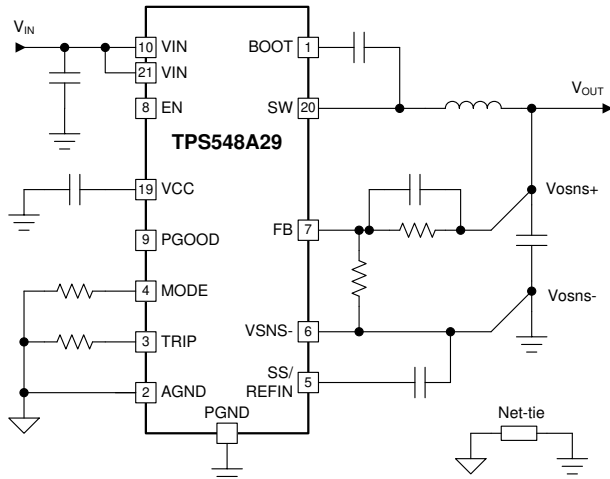 VIN
VOUT
10 VIN
21 VIN
8 EN
TPS548A29
19 VCC
9 PGOOD
4 MODE
3 TRIP
2 AGND
PGND
BOOT 1
SW 20
FB 7
VSNS- 6
SS/
REFIN 5
Vosns+
Vosns-
Net-tie